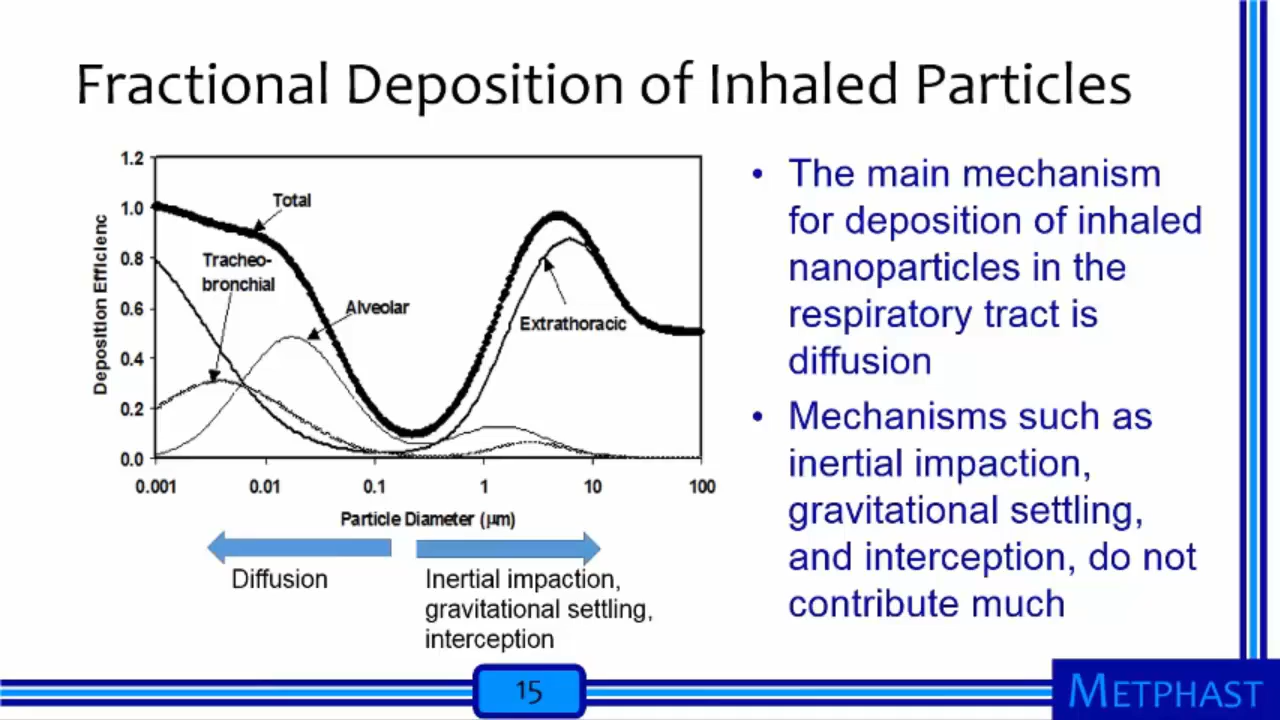 Fractional Deposition of Inhaled Particles
1.2
1.0
0.8
0.6
0.4
0.2
0.0
Deposition Efficienc
Total
Tracheo-
bronchial
Alveolar
Extrathoracic
0.001 0.01 0.1 1 10 100
Particle Diameter (μm)
Diffusion
Inertial impaction,
gravitational settling,
interception
• The main mechanism
for deposition of inhaled
nanoparticles in the
respiratory tract is
diffusion
• Mechanisms such as
inertial impaction,
gravitational settling,
and interception, do not
contribute much
15
METPHAST